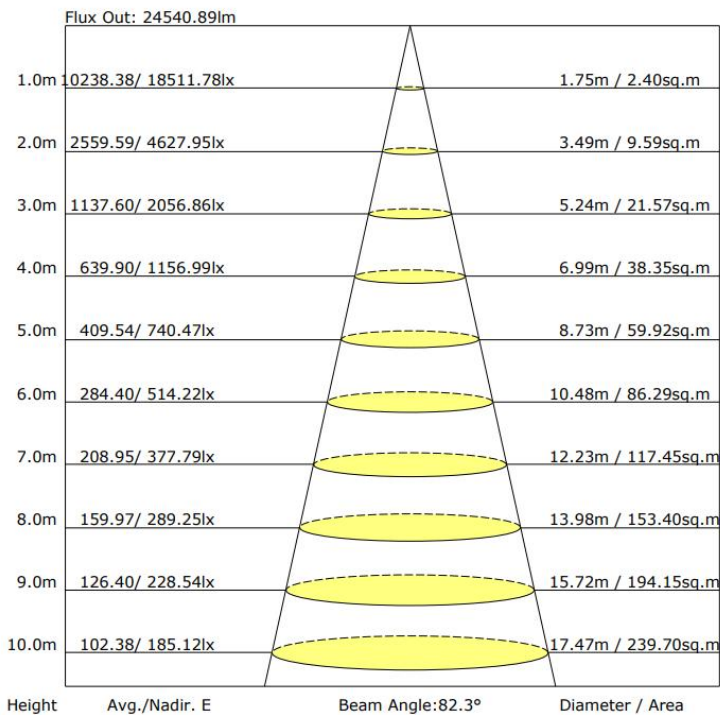 Flux Out: 24540.89lm
1.0m 10238.38/ 18511.78lx 1.75m / 2.40sq.m
2.0m 2559.59/ 4627.95lx 3.49m / 9.59sq.m
3.0m 1137.60/ 2056.86lx 5.24m / 21.57sq.m
4.0m 639.90/ 1156.99lx 6.99m / 38.35sq.m
5.0m 409.54/ 740.47lx 8.73m / 59.92sq.m
6.0m 284.40/ 514.22lx 10.48m / 86.29sq.m
7.0m 208.95/ 377.79lx 12.23m / 117.45sq.m
8.0m 159.97/ 289.25lx 13.98m / 153.40sq.m
9.0m 126.40/ 228.54lx 15.72m / 194.15sq.m
10.0m 102.38/ 185.12lx 17.47m / 239.70sq.m
Height Avg./Nadir. E Beam Angle:82.3° Diameter / Area